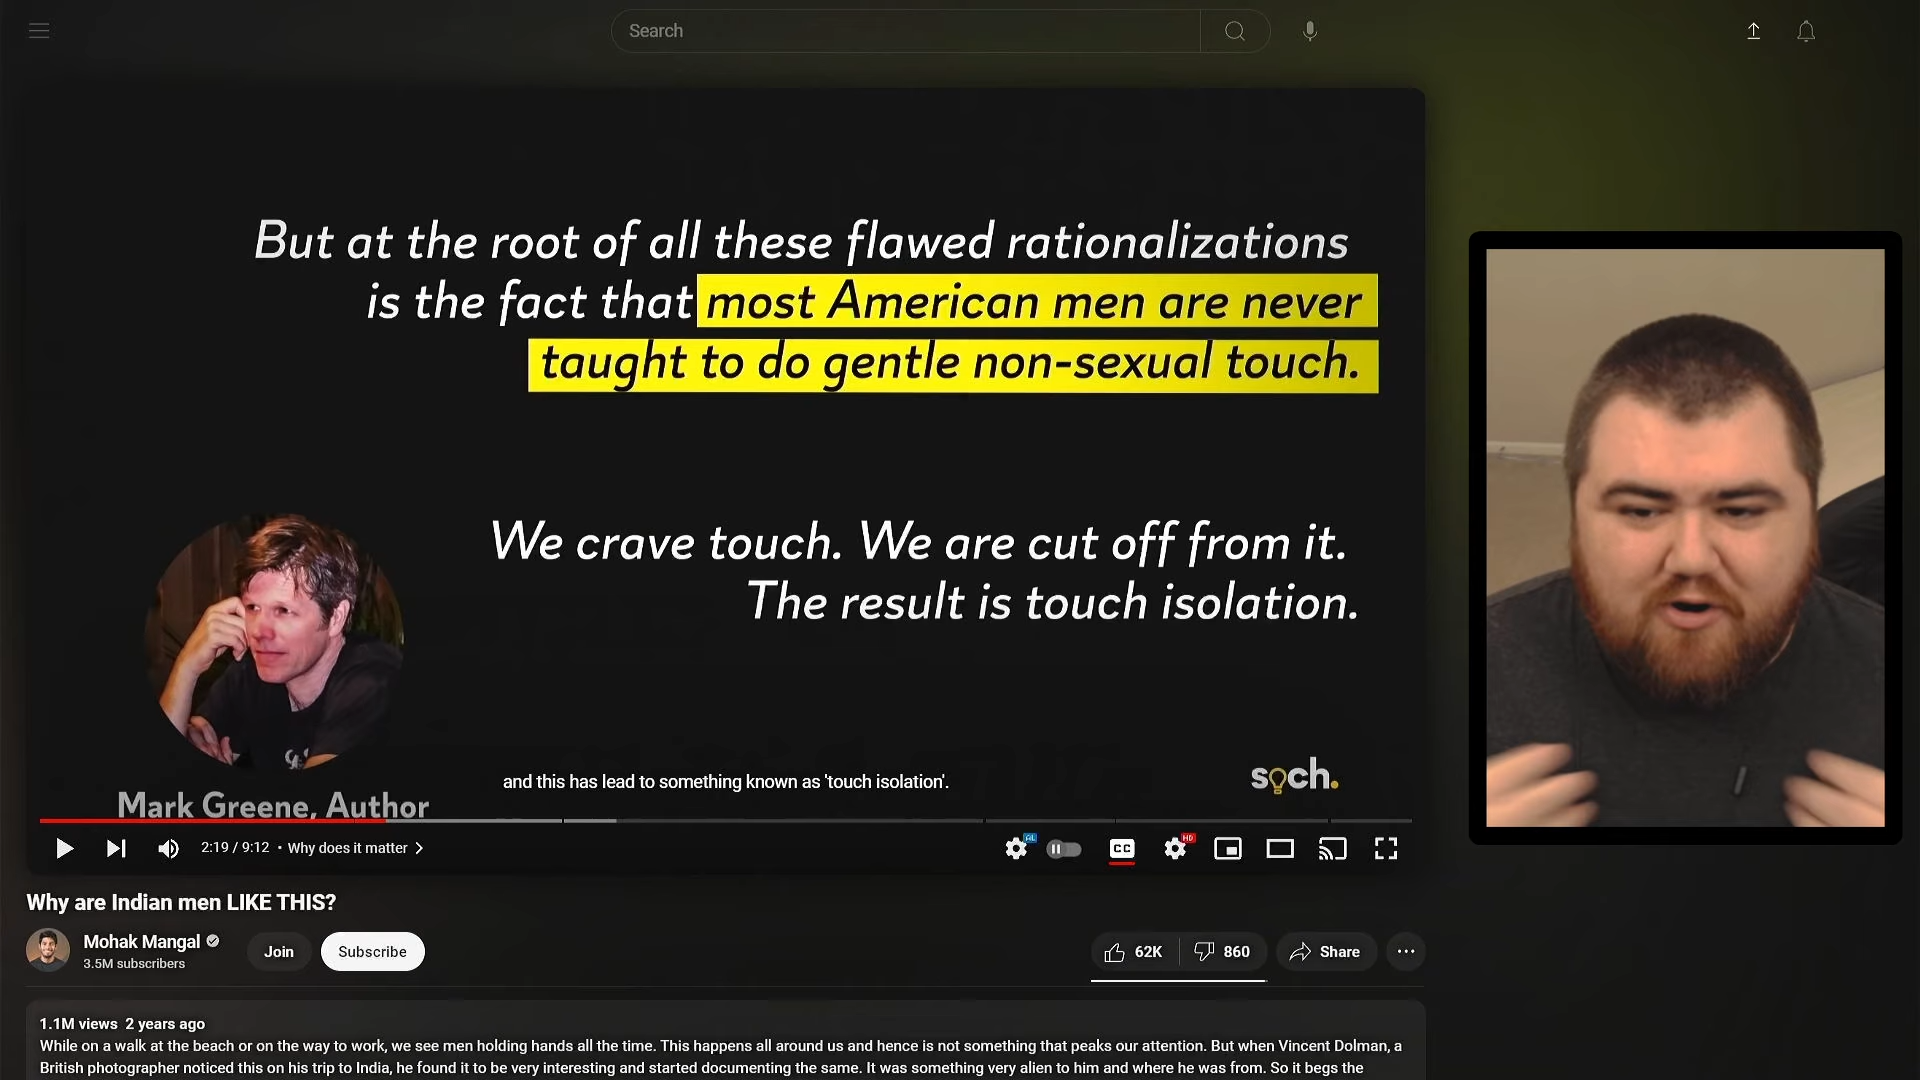 Search
But at the root of all these flawed rationalizations
is the fact that most American men are never
taught to do gentle non-sexual touch.
We crave touch. We are cut off from it.
The result is touch isolation.
Mark Greene, Author
and this has lead to something known as 'touch isolation'.
soch.
2:19 / 9:12 • Why does it matter
AL
CC
HD
Why are Indian men LIKE THIS?
Mohak Mangal
3.5M subscribers
Join
Subscribe
62K
860
Share
1.1M views 2 years ago
While on a walk at the beach or on the way to work, we see men holding hands all the time. This happens all around us and hence is not something that peaks our attention. But when Vincent Dolman, a
British photographer noticed this on his trip to India, he found it to be very interesting and started documenting the same. It was something very alien to him and where he was from. So it begs the